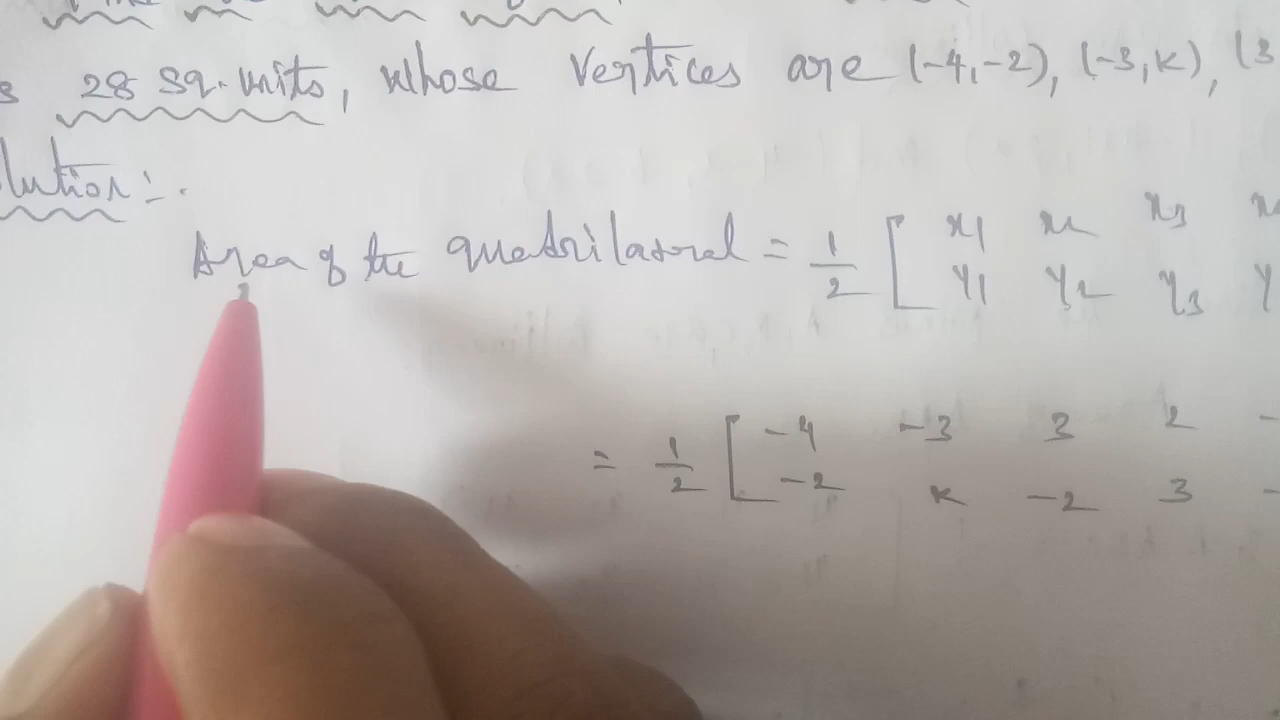 28 Sq. units, whose vertices are (-4,-2), (-3,K), (3
lution:-
Area of the quadrilateral = 1/2 [ x1 x2 x3 x
y1 y2 y3 y
= 1/2 [ -4 -3 3 2 -
-2 K -2 3 -